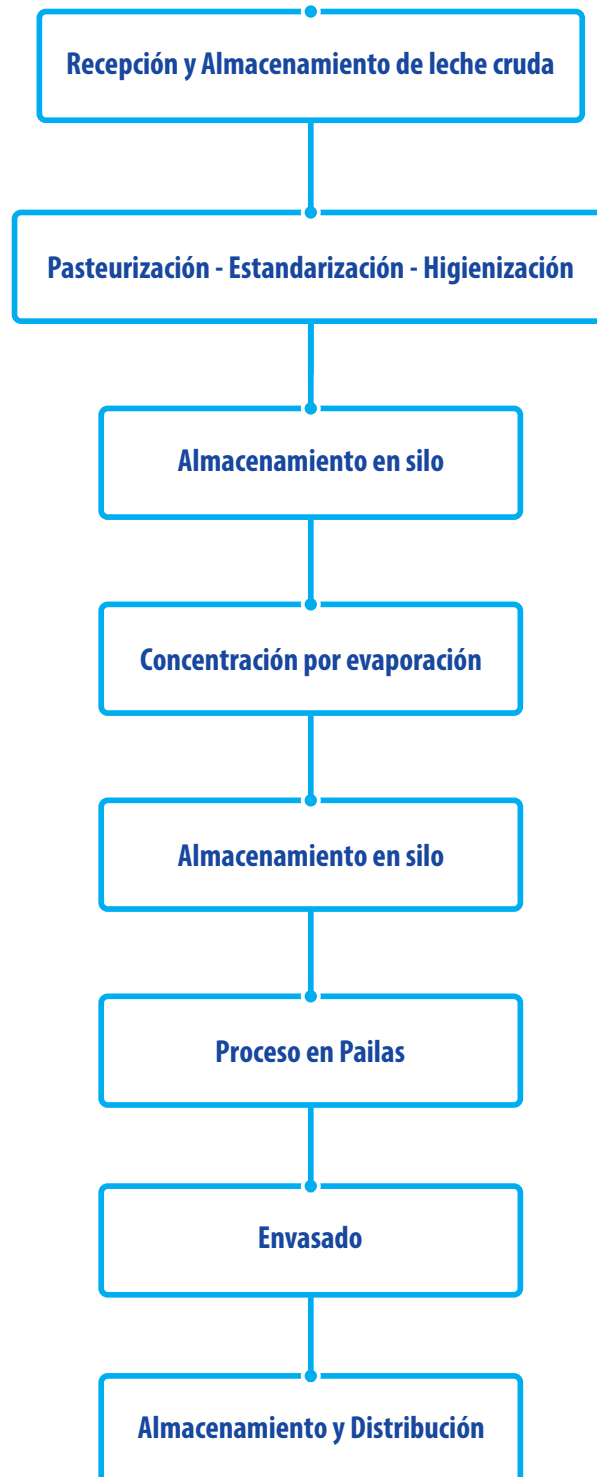 Recepción y Almacenamiento de leche cruda
Pasteurización - Estandarización - Higienización
Almacenamiento en silo
Concentración por evaporación
Almacenamiento en silo
Proceso en Pailas
Envasado
Almacenamiento y Distribución